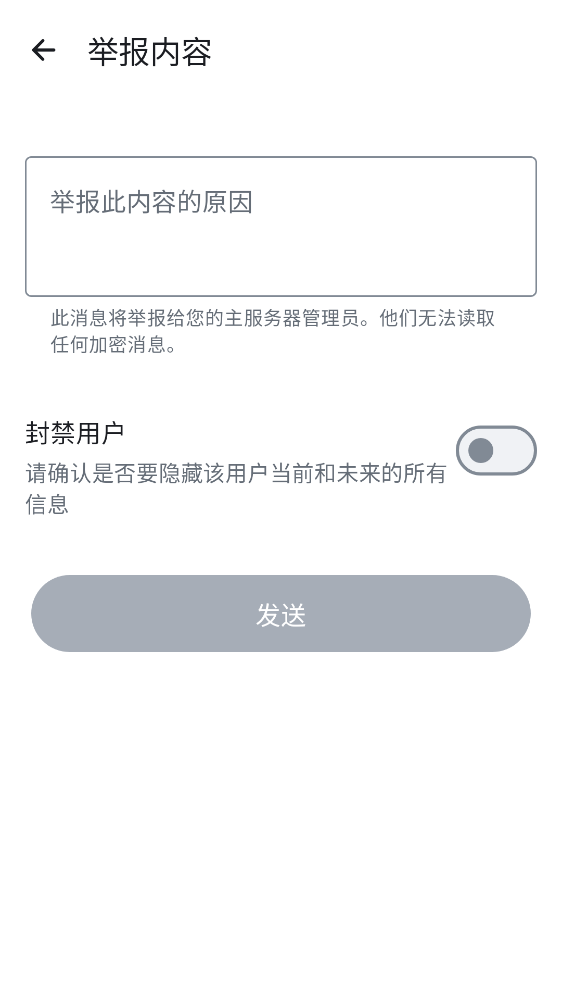 举报内容
举报此内容的原因
此消息将举报给您的主服务器管理员。他们无法读取
任何加密消息。
封禁用户
请确认是否要隐藏该用户当前和未来的所有
信息
发送